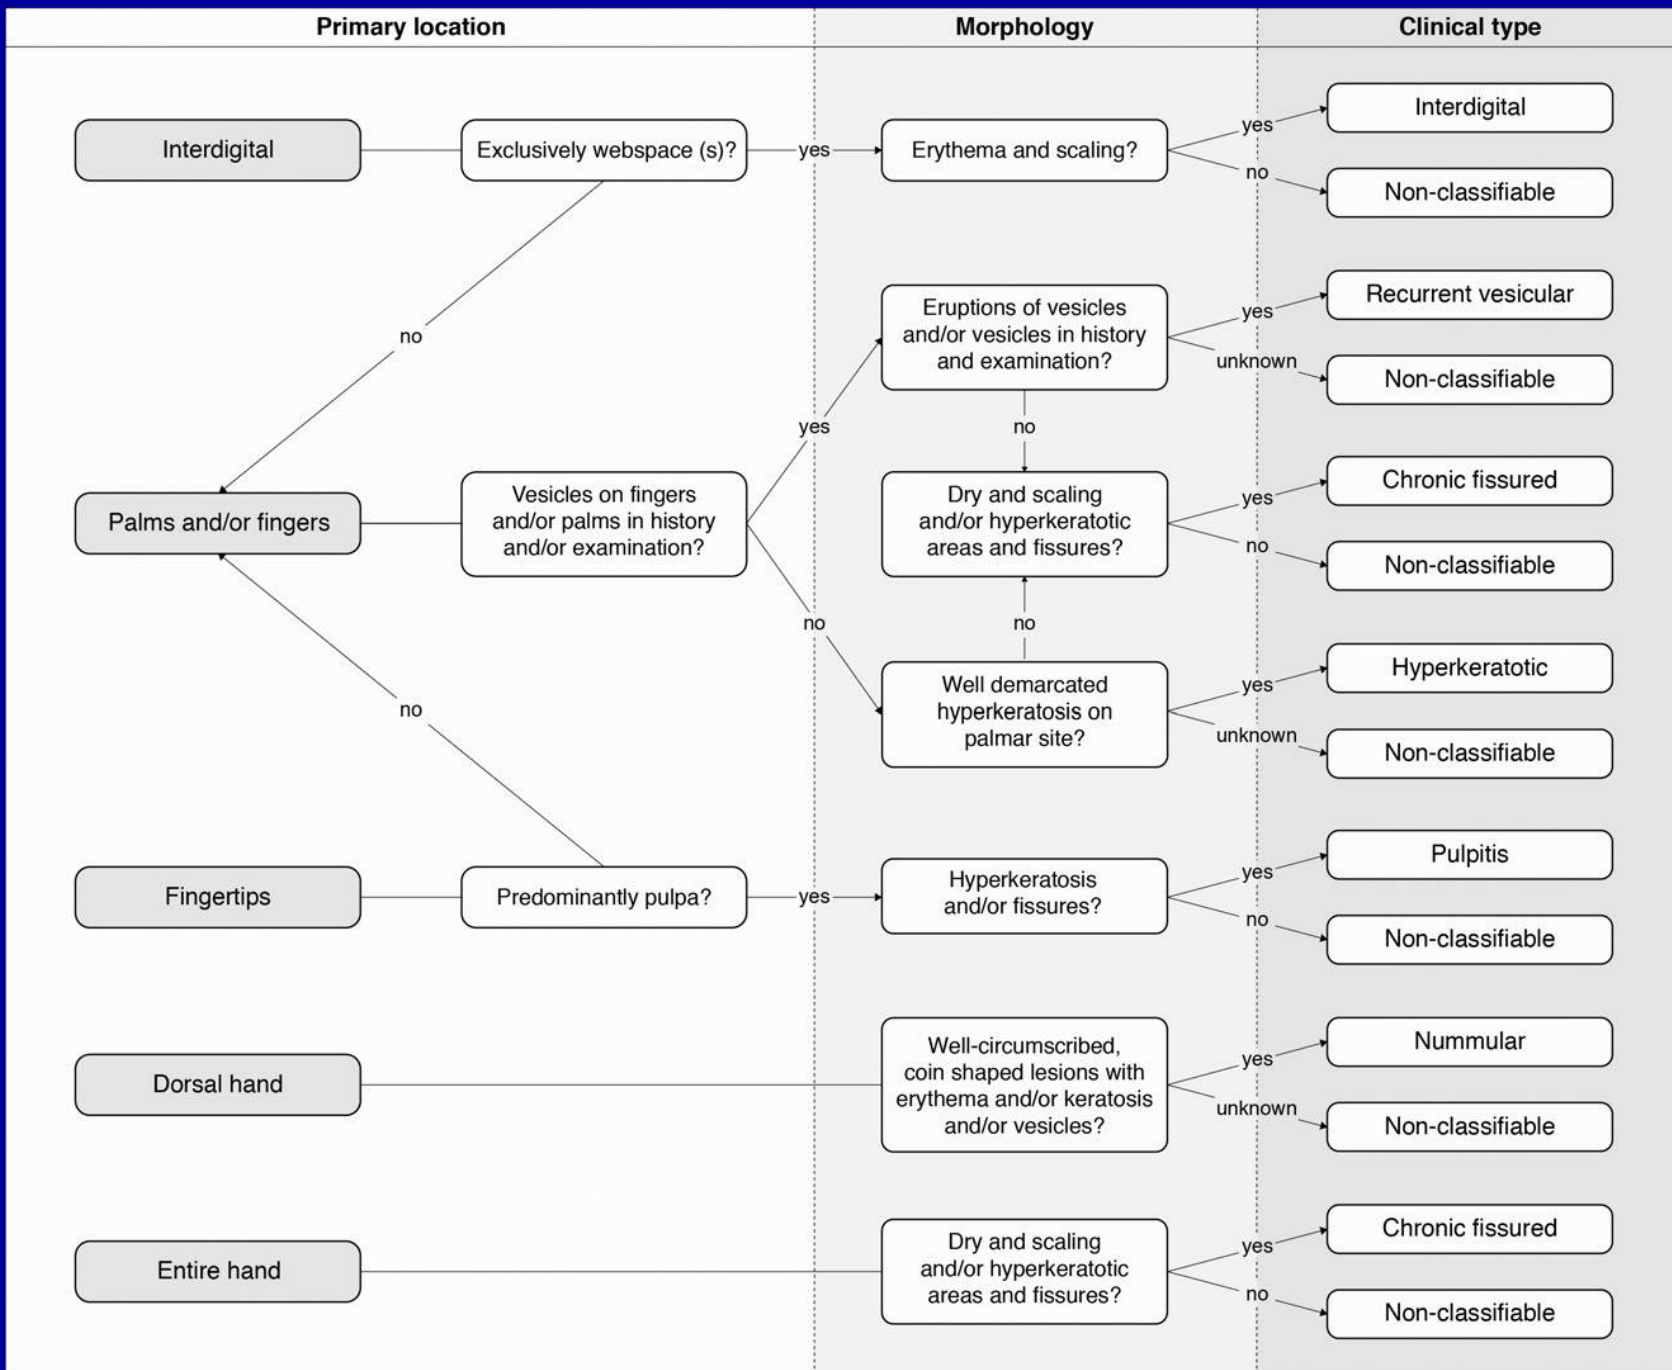 Primary location
Morphology
Clinical type
Interdigital
Exclusively webspace (s)?
yes
Erythema and scaling?
yes
Interdigital
no
Non-classifiable
no
Eruptions of vesicles
and/or vesicles in history
and examination?
yes
Recurrent vesicular
unknown
Non-classifiable
yes
no
Palms and/or fingers
Vesicles on fingers
and/or palms in history
and/or examination?
Dry and scaling
and/or hyperkeratotic
areas and fissures?
yes
Chronic fissured
no
Non-classifiable
no
no
Well demarcated
hyperkeratosis on
palmar site?
yes
Hyperkeratotic
unknown
Non-classifiable
no
Fingertips
Predominantly pulpa?
yes
Hyperkeratosis
and/or fissures?
yes
Pulpitis
no
Non-classifiable
Dorsal hand
Well-circumscribed,
coin shaped lesions with
erythema and/or keratosis
and/or vesicles?
yes
Nummular
unknown
Non-classifiable
Entire hand
Dry and scaling
and/or hyperkeratotic
areas and fissures?
yes
Chronic fissured
no
Non-classifiable